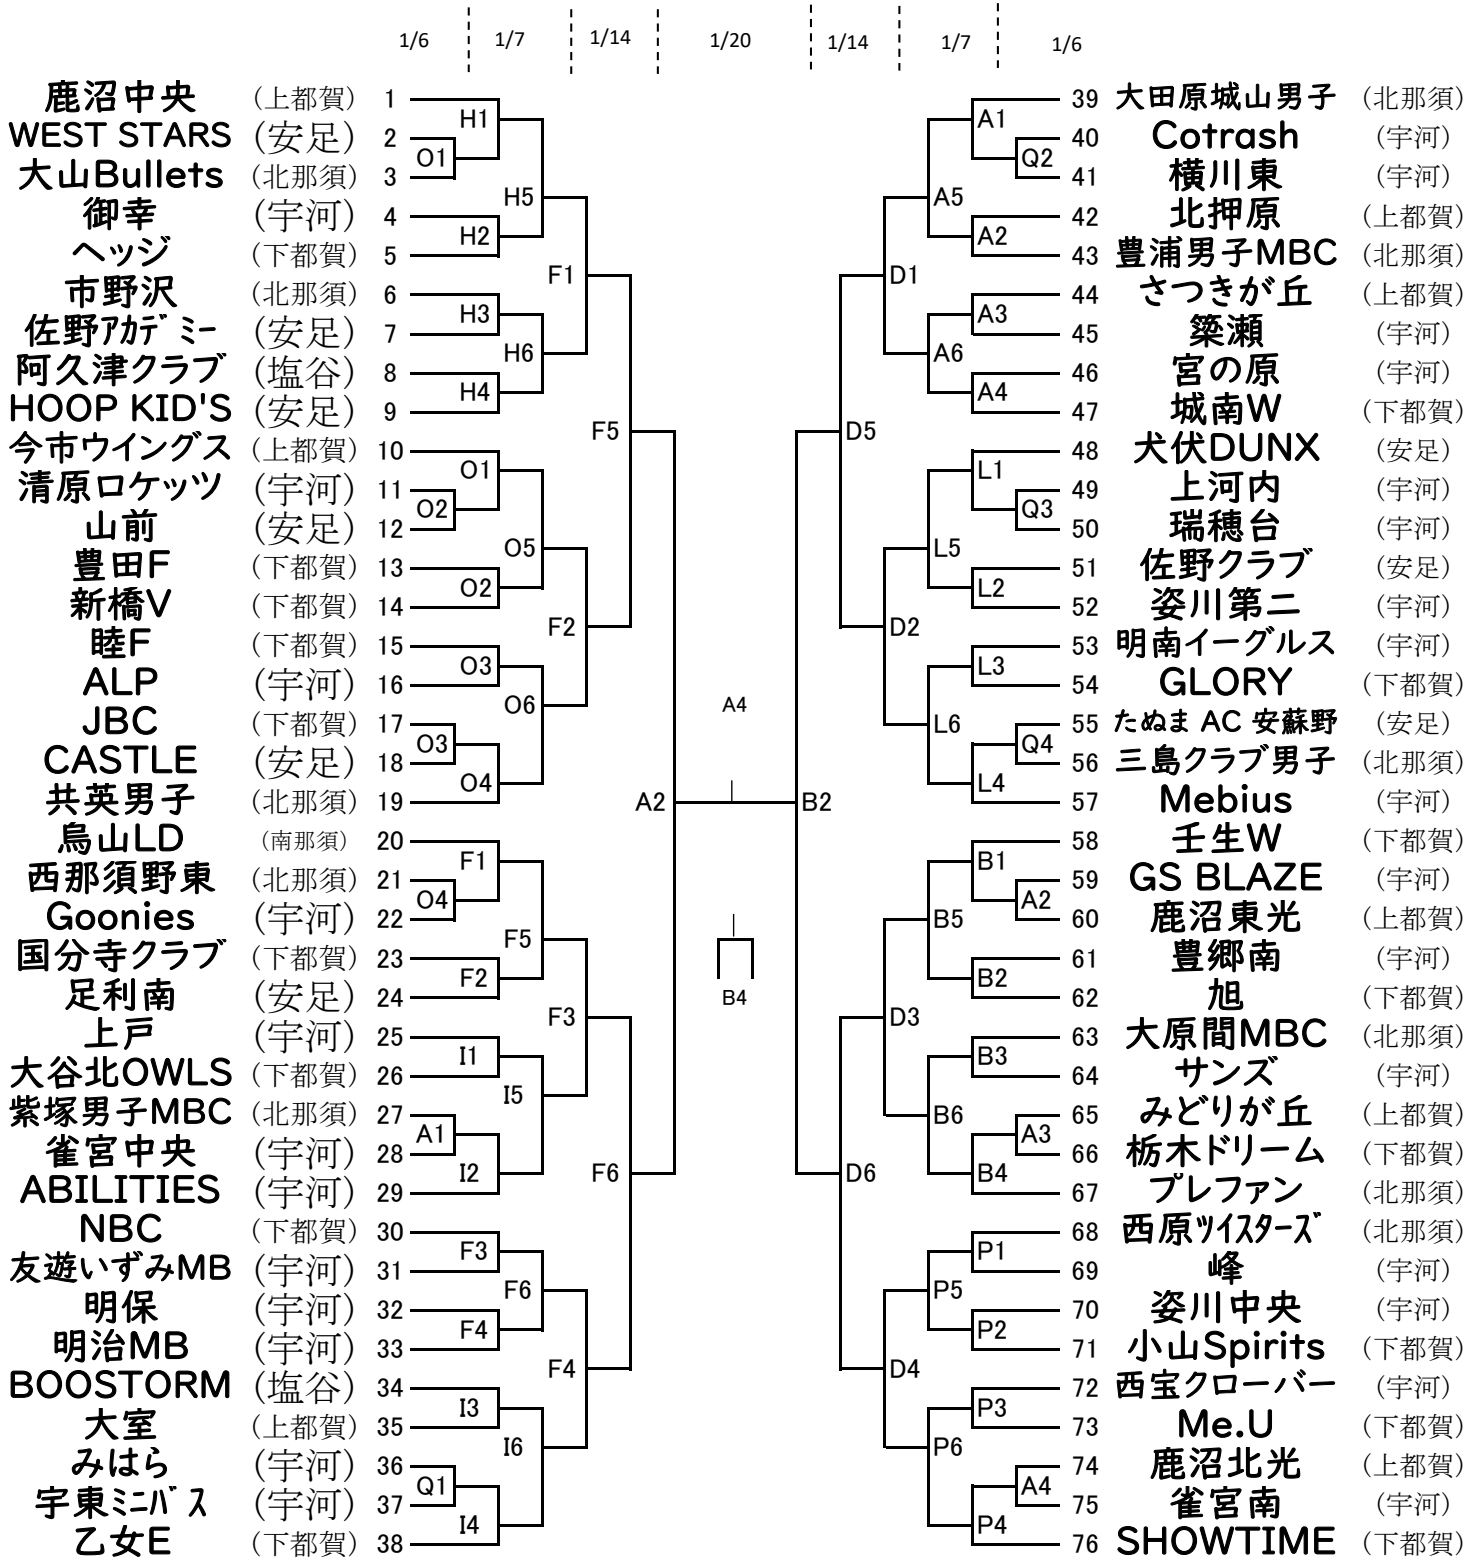 1/6 1/7 1/14 1/20 1/14 1/7 1/6
鹿沼中央 (上都賀) 1 39 大田原城山男子 (北那須)
H1 A1
WEST STARS (安足) 2 40 Cotrash (宇河)
O1 Q2
大山Bullets (北那須) 3 41 横川東 (宇河)
H5 A5
御幸 (宇河) 4 42 北押原 (上都賀)
H2 A2
ヘッジ (下都賀) 5 43 豊浦男子MBC (北那須)
F1 D1
市野沢 (北那須) 6 44 さつきが丘 (上都賀)
H3 A3
佐野ｱｶﾃﾞﾐｰ (安足) 7 45 簗瀬 (宇河)
H6 A6
阿久津クラブ (塩谷) 8 46 宮の原 (宇河)
H4 A4
HOOP KID'S (安足) 9 47 城南W (下都賀)
F5 D5
今市ウイングス (上都賀) 10 48 犬伏DUNX (安足)
O1 L1
清原ロケッツ (宇河) 11 49 上河内 (宇河)
O2 Q3
山前 (安足) 12 50 瑞穂台 (宇河)
O5 L5
豊田F (下都賀) 13 51 佐野クラブ (安足)
O2 L2
新橋V (下都賀) 14 52 姿川第二 (宇河)
F2 D2
睦F (下都賀) 15 53 明南イーグルス (宇河)
O3 L3
ALP (宇河) 16 54 GLORY (下都賀)
O6 A4 L6
JBC (下都賀) 17 55 たぬま AC 安蘇野 (安足)
O3 Q4
CASTLE (安足) 18 56 三島クラブ男子 (北那須)
O4 L4
共英男子 (北那須) 19 57 Mebius (宇河)
A2 B2
烏山LD (南那須) 20 58 壬生W (下都賀)
F1 B1
西那須野東 (北那須) 21 59 GS BLAZE (宇河)
O4 A2
Goonies (宇河) 22 60 鹿沼東光 (上都賀)
F5 B5
国分寺クラブ (下都賀) 23 61 豊郷南 (宇河)
F2 B2
足利南 (安足) 24 62 旭 (下都賀)
B4
F3 D3
上戸 (宇河) 25 63 大原間MBC (北那須)
I1 B3
大谷北OWLS (下都賀) 26 64 サンズ (宇河)
I5 B6
紫塚男子MBC (北那須) 27 65 みどりが丘 (上都賀)
A1 A3
雀宮中央 (宇河) 28 66 栃木ドリーム (下都賀)
I2 B4
ABILITIES (宇河) 29 67 プレファン (北那須)
F6 D6
NBC (下都賀) 30 68 西原ﾂｲｽﾀｰｽﾞ (北那須)
F3 P1
友遊いずみMB (宇河) 31 69 峰 (宇河)
F6 P5
明保 (宇河) 32 70 姿川中央 (宇河)
F4 P2
明治MB (宇河) 33 71 小山Spirits (下都賀)
F4 D4
BOOSTORM (塩谷) 34 72 西宝クローバー (宇河)
I3 P3
大室 (上都賀) 35 73 Me.U (下都賀)
I6 P6
みはら (宇河) 36 74 鹿沼北光 (上都賀)
Q1 A4
宇東ﾐﾆﾊﾞｽ (宇河) 37 75 雀宮南 (宇河)
I4 P4
乙女E (下都賀) 38 76 SHOWTIME (下都賀)